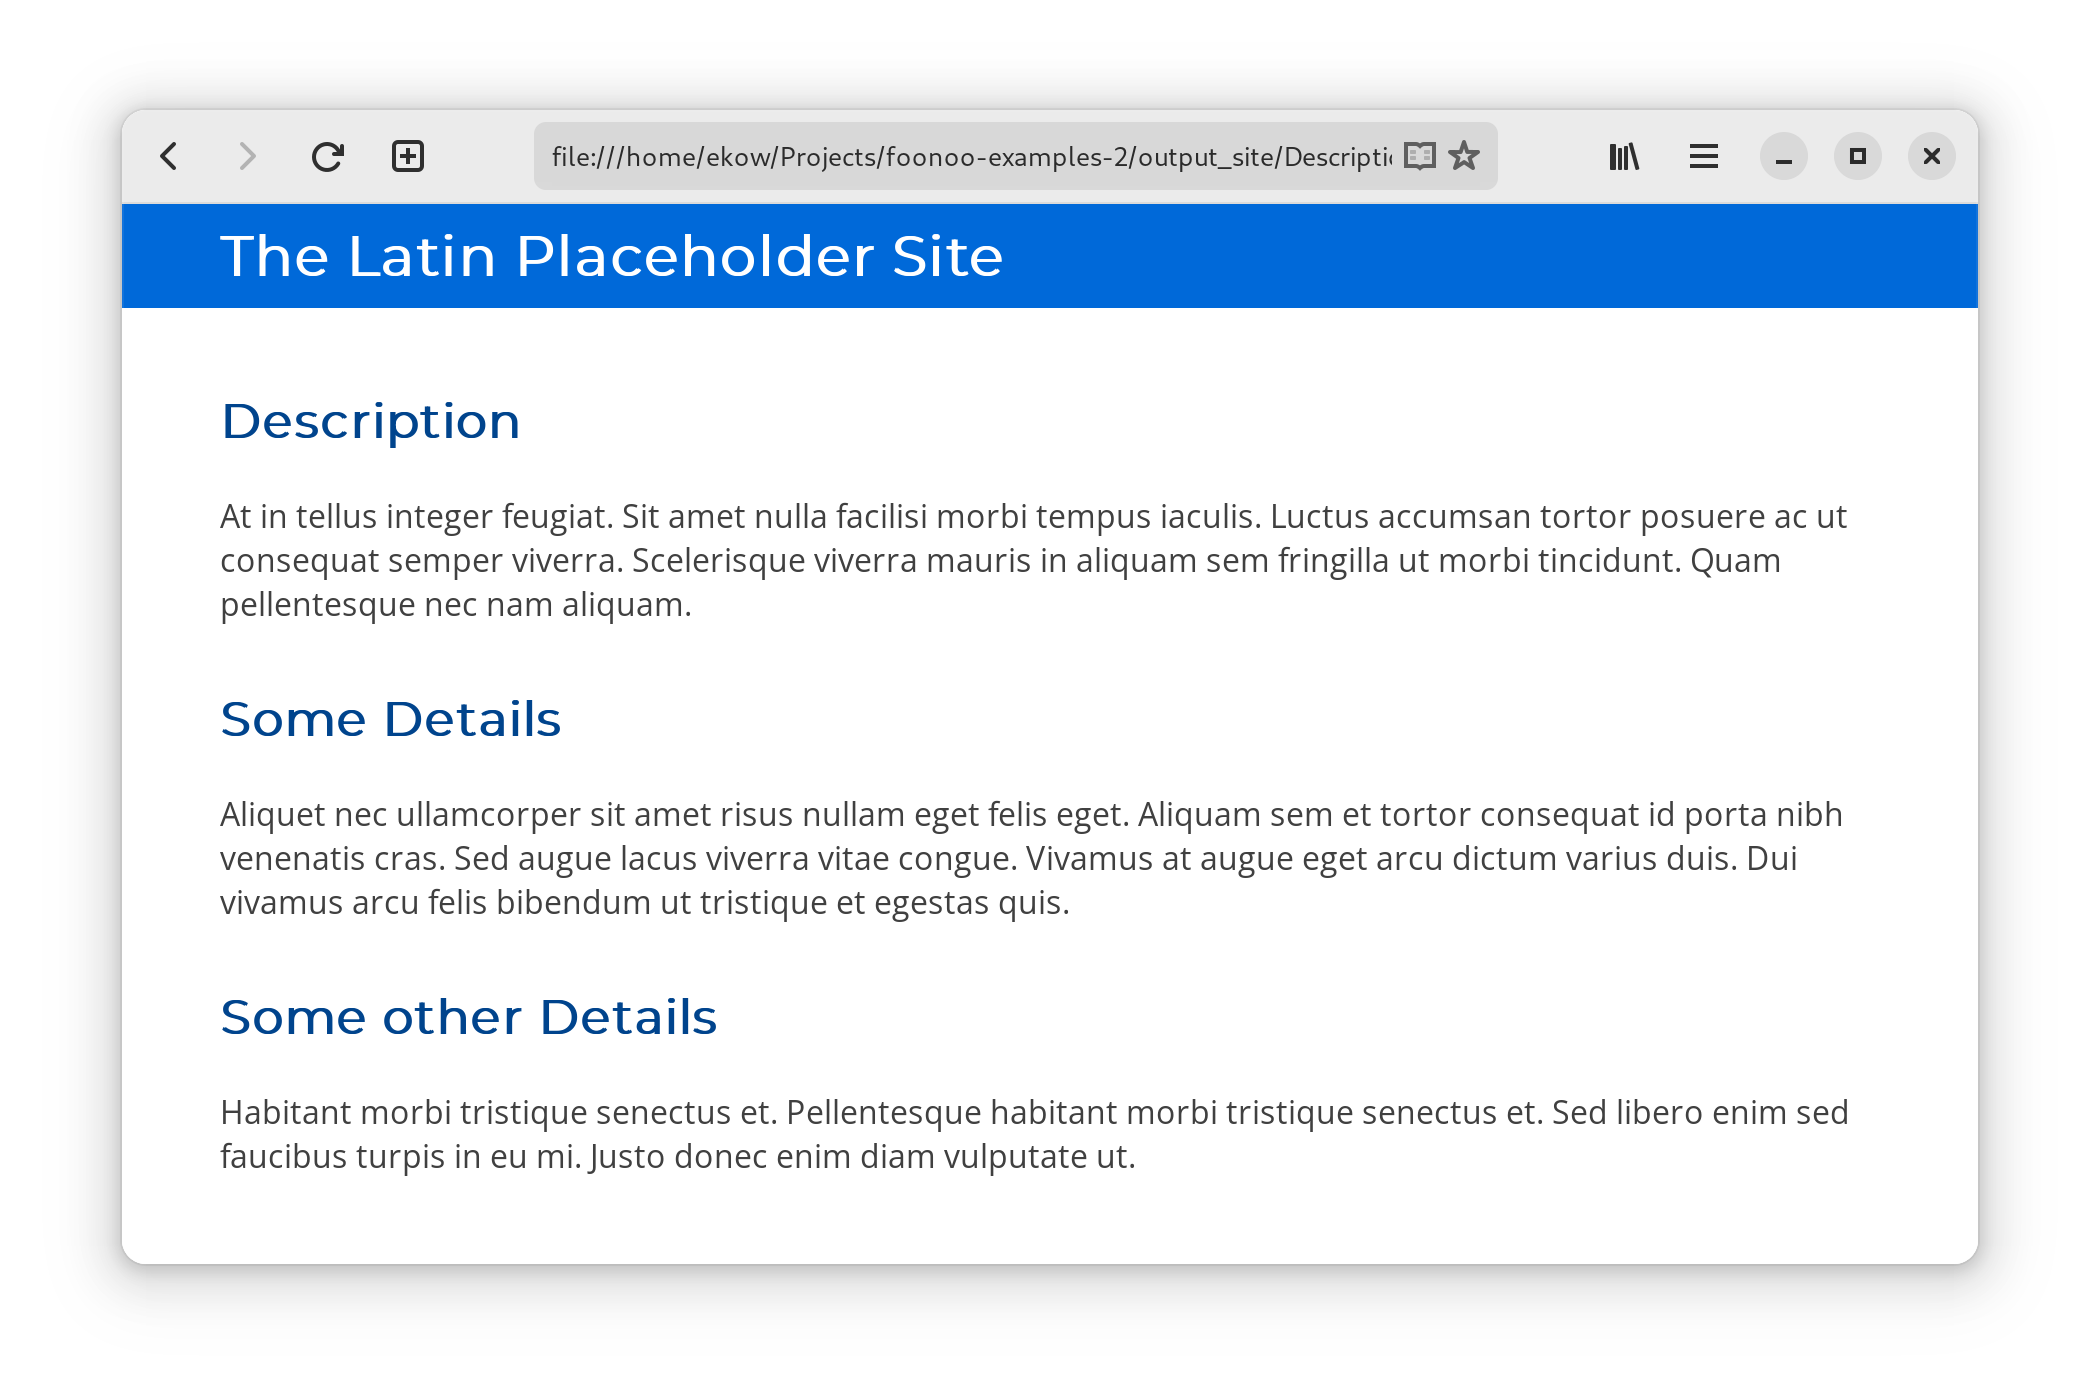 file:///home/ekow/Projects/foonoo-examples-2/output_site/Descripti
The Latin Placeholder Site
Description
At in tellus integer feugiat. Sit amet nulla facilisi morbi tempus iaculis. Luctus accumsan tortor posuere ac ut
consequat semper viverra. Scelerisque viverra mauris in aliquam sem fringilla ut morbi tincidunt. Quam
pellentesque nec nam aliquam.
Some Details
Aliquet nec ullamcorper sit amet risus nullam eget felis eget. Aliquam sem et tortor consequat id porta nibh
venenatis cras. Sed augue lacus viverra vitae congue. Vivamus at augue eget arcu dictum varius duis. Dui
vivamus arcu felis bibendum ut tristique et egestas quis.
Some other Details
Habitant morbi tristique senectus et. Pellentesque habitant morbi tristique senectus et. Sed libero enim sed
faucibus turpis in eu mi. Justo donec enim diam vulputate ut.